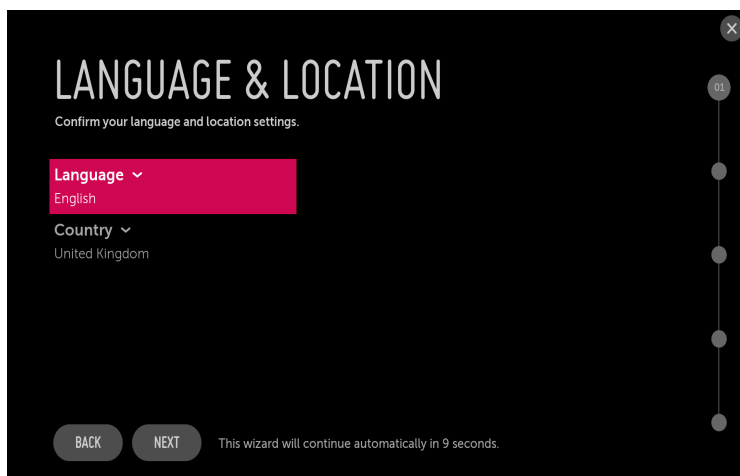 LANGUAGE & LOCATION
Confirm your language and location settings.
01
Language
English
Country
United Kingdom
BACK NEXT This wizard will continue automatically in 9 seconds.